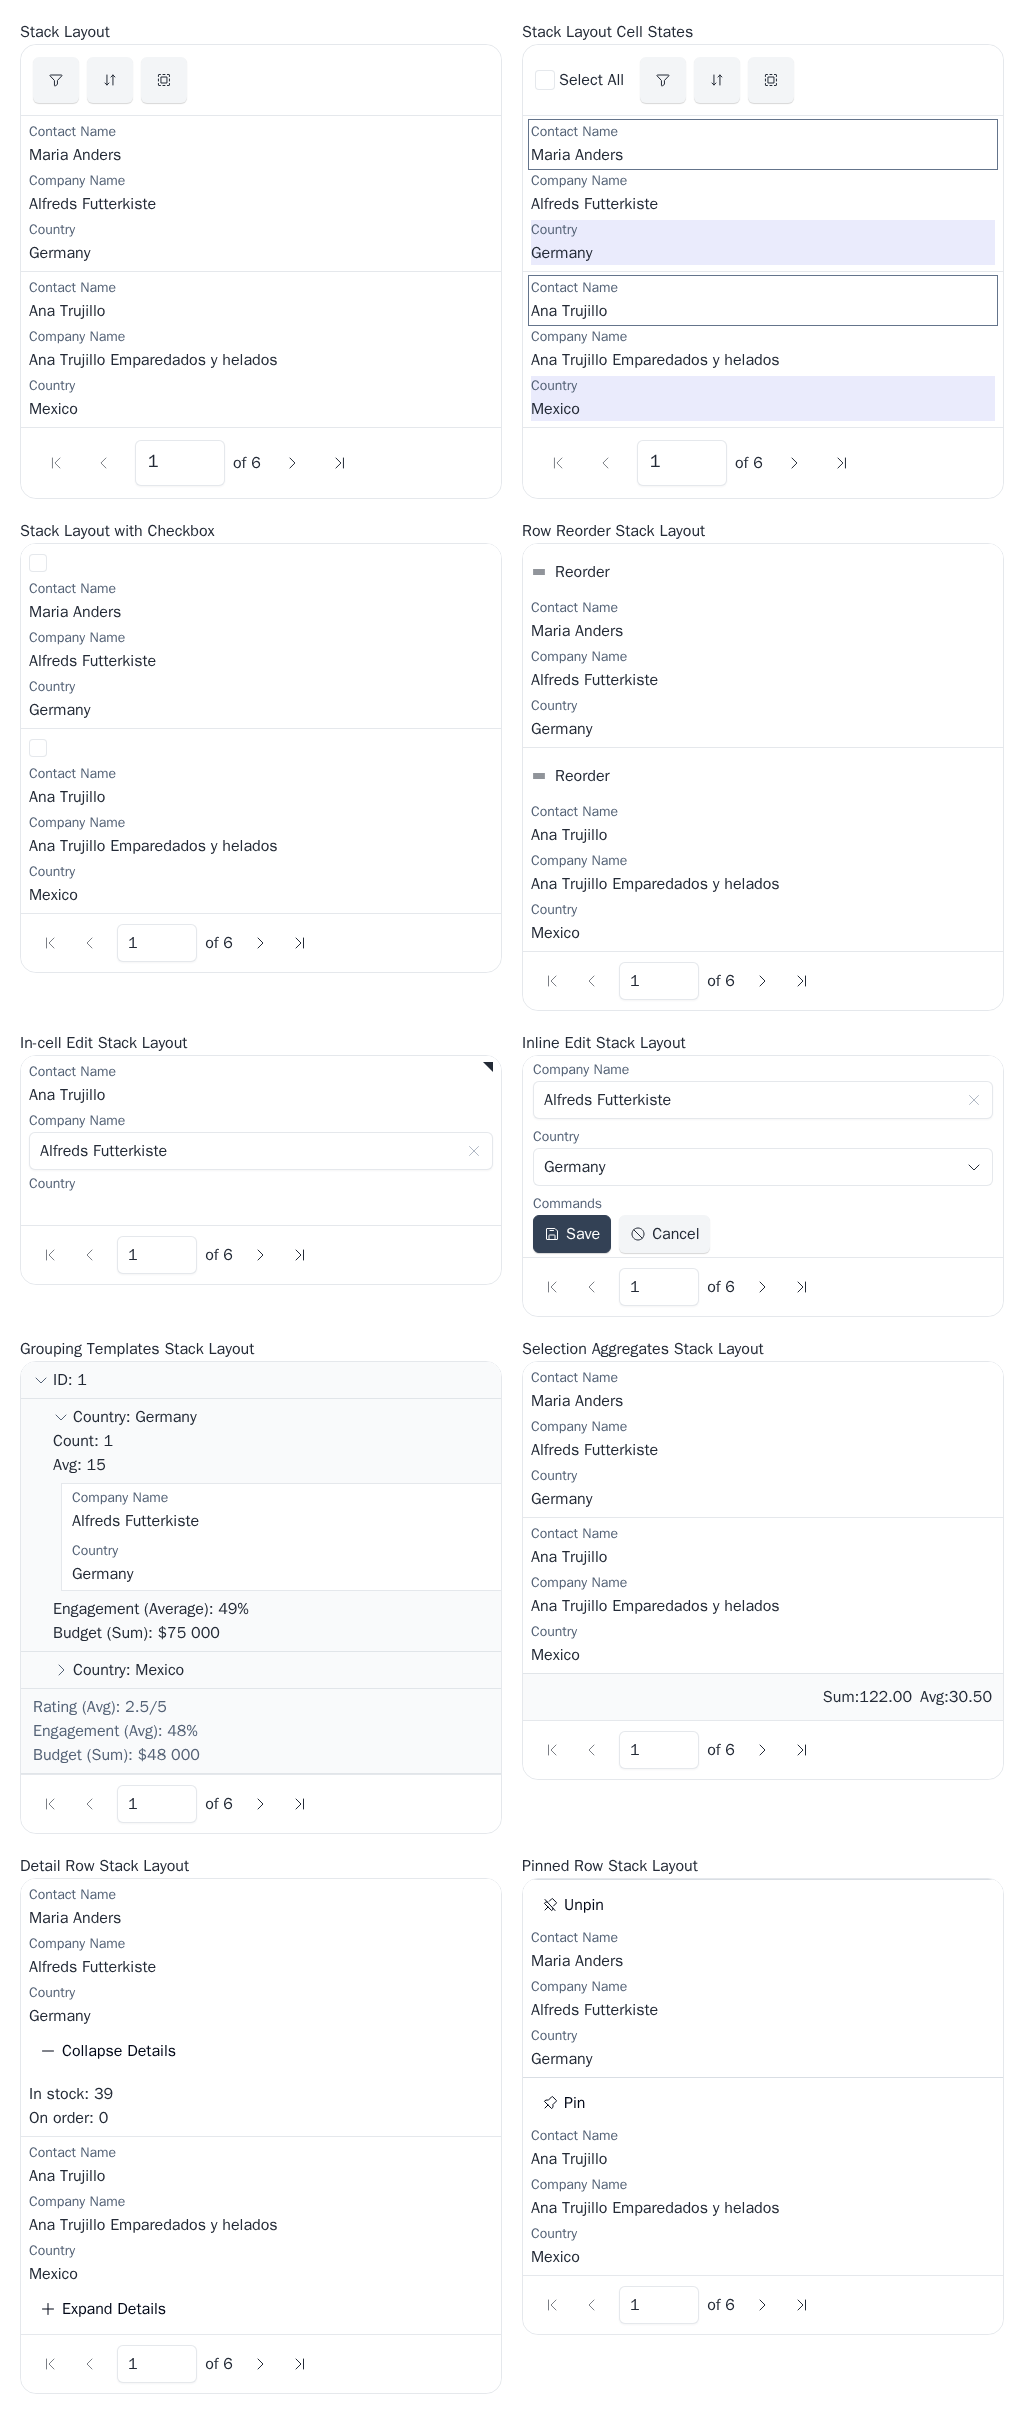 Stack Layout
Contact Name
Maria Anders
Company Name
Alfreds Futterkiste
Country
Germany
Contact Name
Ana Trujillo
Company Name
Ana Trujillo Emparedados y helados
Country
Mexico
1 of 6
Stack Layout Cell States
Select All
Contact Name
Maria Anders
Company Name
Alfreds Futterkiste
Country
Germany
Contact Name
Ana Trujillo
Company Name
Ana Trujillo Emparedados y helados
Country
Mexico
1 of 6
Stack Layout with Checkbox
Contact Name
Maria Anders
Company Name
Alfreds Futterkiste
Country
Germany
Contact Name
Ana Trujillo
Company Name
Ana Trujillo Emparedados y helados
Country
Mexico
1 of 6
Row Reorder Stack Layout
Reorder
Contact Name
Maria Anders
Company Name
Alfreds Futterkiste
Country
Germany
Reorder
Contact Name
Ana Trujillo
Company Name
Ana Trujillo Emparedados y helados
Country
Mexico
1 of 6
In-cell Edit Stack Layout
Contact Name
Ana Trujillo
Company Name
Alfreds Futterkiste
Country
1 of 6
Inline Edit Stack Layout
Company Name
Alfreds Futterkiste
Country
Germany
Commands
Save Cancel
1 of 6
Grouping Templates Stack Layout
ID: 1
Country: Germany
Count: 1
Avg: 15
Company Name
Alfreds Futterkiste
Country
Germany
Engagement (Average): 49%
Budget (Sum): $75 000
Country: Mexico
Rating (Avg): 2.5/5
Engagement (Avg): 48%
Budget (Sum): $48 000
1 of 6
Selection Aggregates Stack Layout
Contact Name
Maria Anders
Company Name
Alfreds Futterkiste
Country
Germany
Contact Name
Ana Trujillo
Company Name
Ana Trujillo Emparedados y helados
Country
Mexico
Sum:122.00 Avg:30.50
1 of 6
Detail Row Stack Layout
Contact Name
Maria Anders
Company Name
Alfreds Futterkiste
Country
Germany
Collapse Details
In stock: 39
On order: 0
Contact Name
Ana Trujillo
Company Name
Ana Trujillo Emparedados y helados
Country
Mexico
Expand Details
1 of 6
Pinned Row Stack Layout
Unpin
Contact Name
Maria Anders
Company Name
Alfreds Futterkiste
Country
Germany
Pin
Contact Name
Ana Trujillo
Company Name
Ana Trujillo Emparedados y helados
Country
Mexico
1 of 6